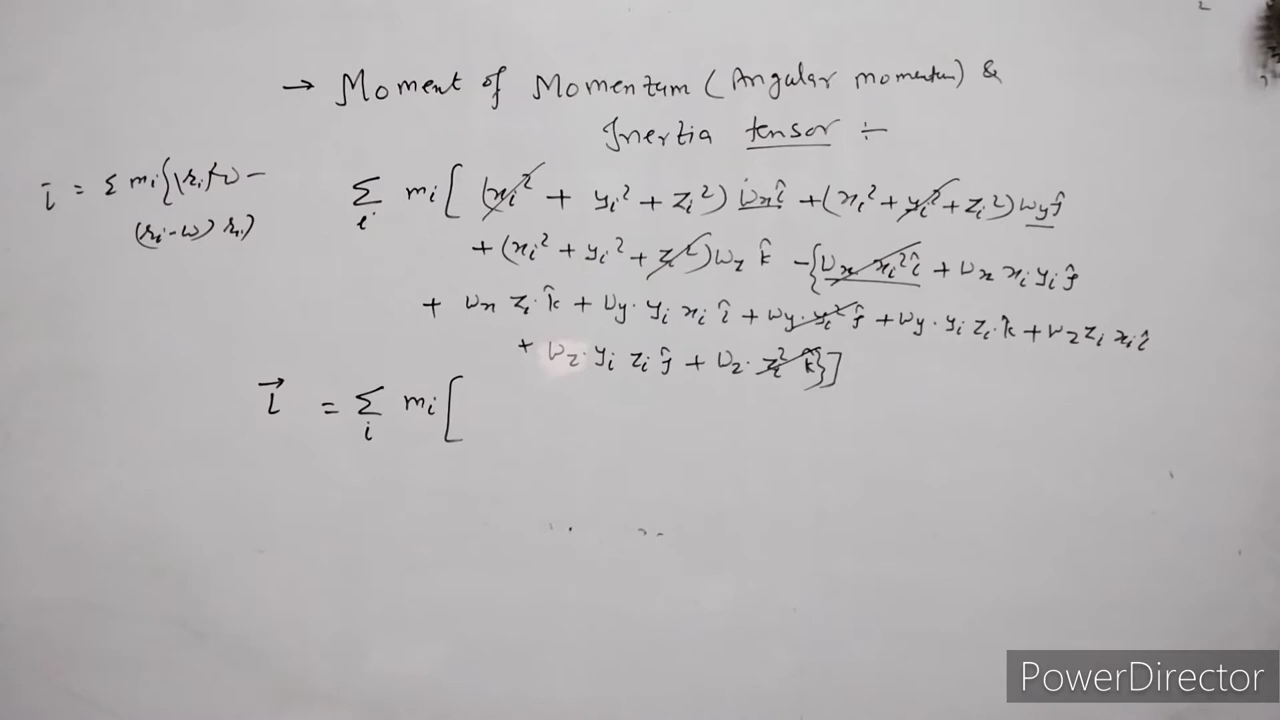 → Moment of Momentum (Angular momentum) &
Inertia tensor ÷
l = Σ mi{|ri|²ω -
(ri·ω) ri)
Σ mi[ (xi² + yi² + zi²) ωx î + (xi² + yi² + zi²) ωy ĵ
i
+ (xi² + yi² + zi²) ωz k̂ - {ωx xi² î + ωx xi yi ĵ
+ ωx zi k̂ + ωy · yi xi î + ωy · yi² ĵ + ωy · yi zi k̂ + ωz zi xi î
+ ωz · yi zi ĵ + ωz · zi² k̂}]
l⃗ = Σ mi[
i
PowerDirector